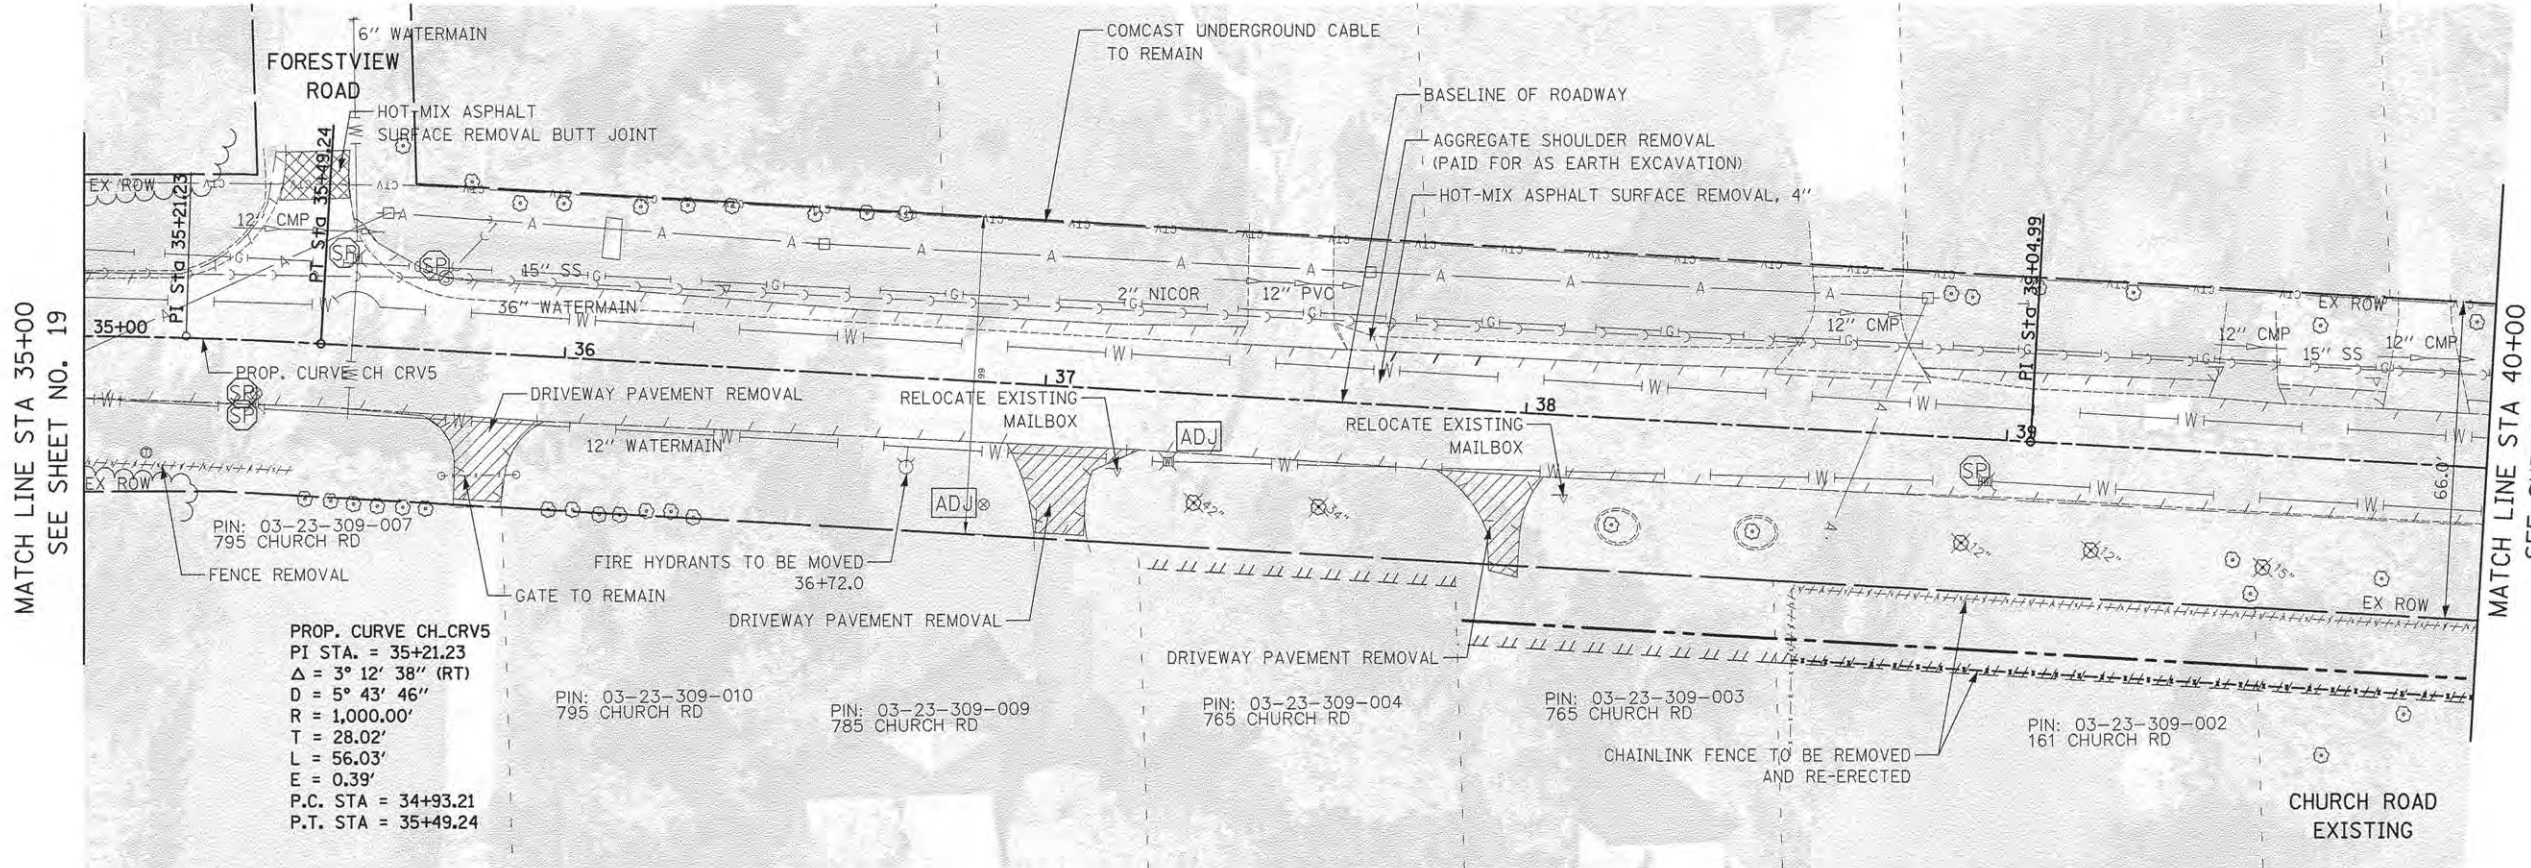 6" WATERMAIN
FORESTVIEW
ROAD
HOT-MIX ASPHALT
SURFACE REMOVAL BUTT JOINT
COMCAST UNDERGROUND CABLE
TO REMAIN
BASELINE OF ROADWAY
AGGREGATE SHOULDER REMOVAL
(PAID FOR AS EARTH EXCAVATION)
HOT-MIX ASPHALT SURFACE REMOVAL, 4"
EX ROW
PI Sta 35+21.23
PT Sta 35+49.24
12" CMP
SP
SP
15" SS
36" WATERMAIN
2" NICOR
12" PVC
12" CMP
PI Sta 39+04.99
EX ROW
12" CMP
15" SS
12" CMP
MATCH LINE STA 35+00
SEE SHEET NO. 19
35+00
36
37
38
39
PROP. CURVE CH CRV5
SP
SP
DRIVEWAY PAVEMENT REMOVAL
12" WATERMAIN
RELOCATE EXISTING
MAILBOX
ADJ
RELOCATE EXISTING
MAILBOX
SP
66.0'
MATCH LINE STA 40+00
EX ROW
PIN: 03-23-309-007
795 CHURCH RD
FENCE REMOVAL
GATE TO REMAIN
FIRE HYDRANTS TO BE MOVED
36+72.0
ADJ
DRIVEWAY PAVEMENT REMOVAL
42"
34"
12"
12"
15"
EX ROW
DRIVEWAY PAVEMENT REMOVAL
PROP. CURVE CH_CRV5
PI STA. = 35+21.23
Δ = 3° 12' 38" (RT)
D = 5° 43' 46"
R = 1,000.00'
T = 28.02'
L = 56.03'
E = 0.39'
P.C. STA = 34+93.21
P.T. STA = 35+49.24
PIN: 03-23-309-010
795 CHURCH RD
PIN: 03-23-309-009
785 CHURCH RD
PIN: 03-23-309-004
765 CHURCH RD
PIN: 03-23-309-003
765 CHURCH RD
PIN: 03-23-309-002
161 CHURCH RD
CHAINLINK FENCE TO BE REMOVED
AND RE-ERECTED
CHURCH ROAD
EXISTING